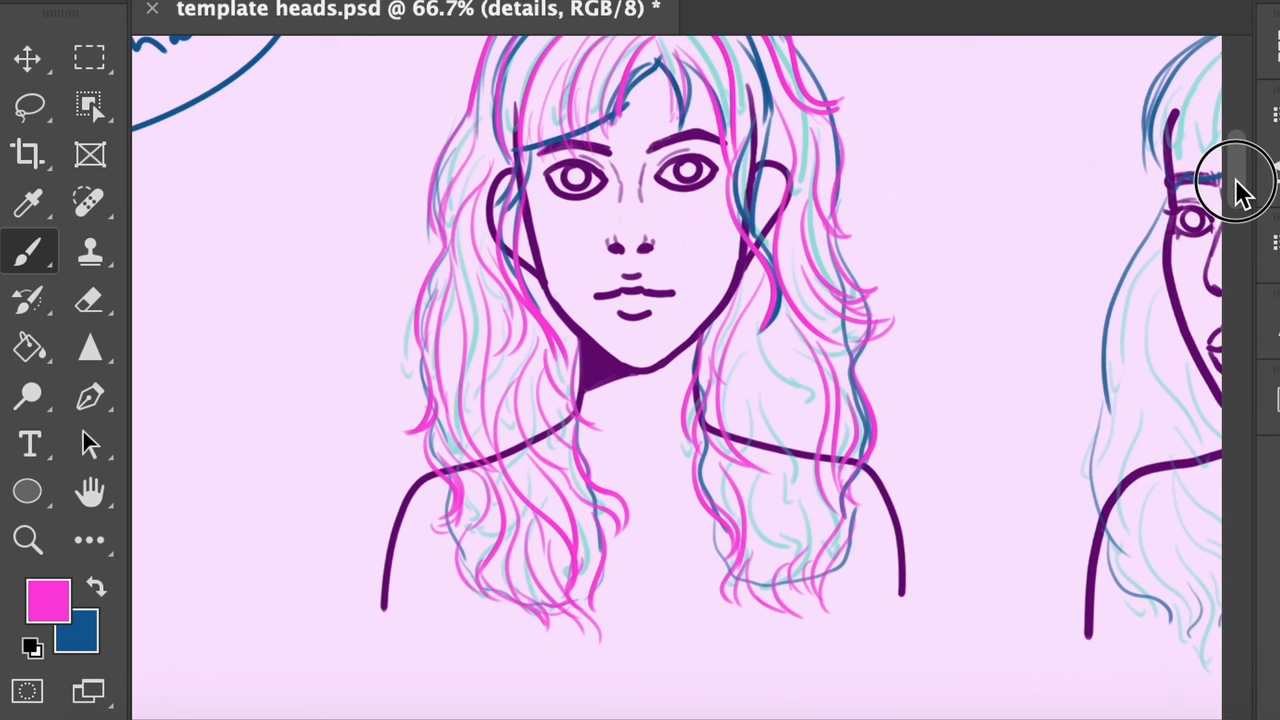 template heads.psd @ 66.7% (details, RGB/8) *